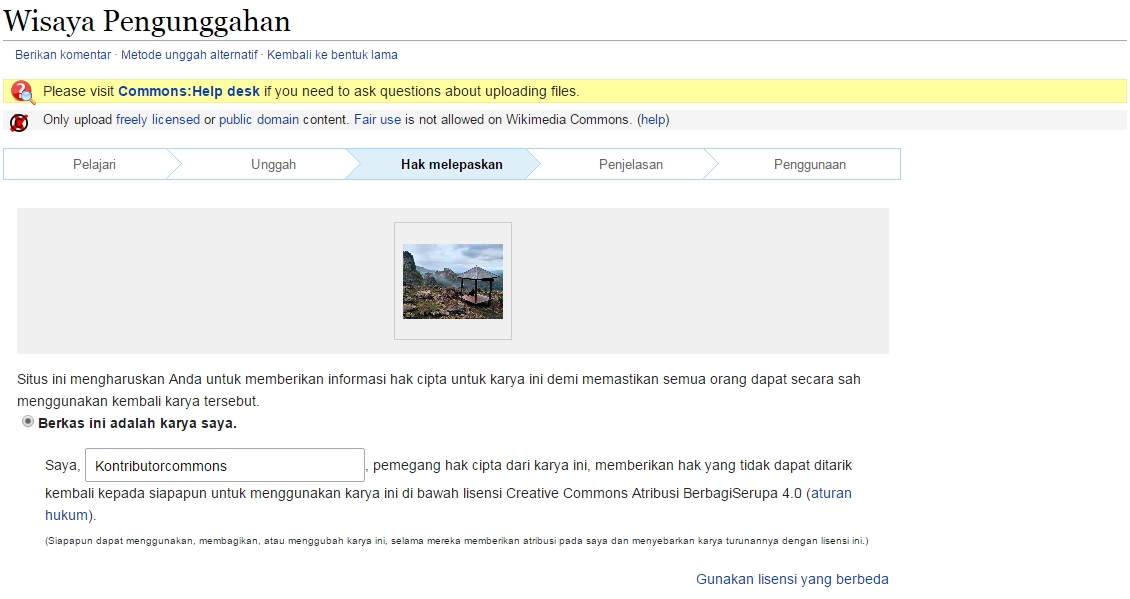 Wisaya Pengunggahan
Berikan komentar · Metode unggah alternatif · Kembali ke bentuk lama
Please visit Commons:Help desk if you need to ask questions about uploading files.
Only upload freely licensed or public domain content. Fair use is not allowed on Wikimedia Commons. (help)
Pelajari Unggah Hak melepaskan Penjelasan Penggunaan
Situs ini mengharuskan Anda untuk memberikan informasi hak cipta untuk karya ini demi memastikan semua orang dapat secara sah
menggunakan kembali karya tersebut.
Berkas ini adalah karya saya.
Saya, Kontributorcommons, pemegang hak cipta dari karya ini, memberikan hak yang tidak dapat ditarik
kembali kepada siapapun untuk menggunakan karya ini di bawah lisensi Creative Commons Atribusi BerbagiSerupa 4.0 (aturan
hukum).
(Siapapun dapat menggunakan, membagikan, atau menggubah karya ini, selama mereka memberikan atribusi pada saya dan menyebarkan karya turunannya dengan lisensi ini.)
Gunakan lisensi yang berbeda